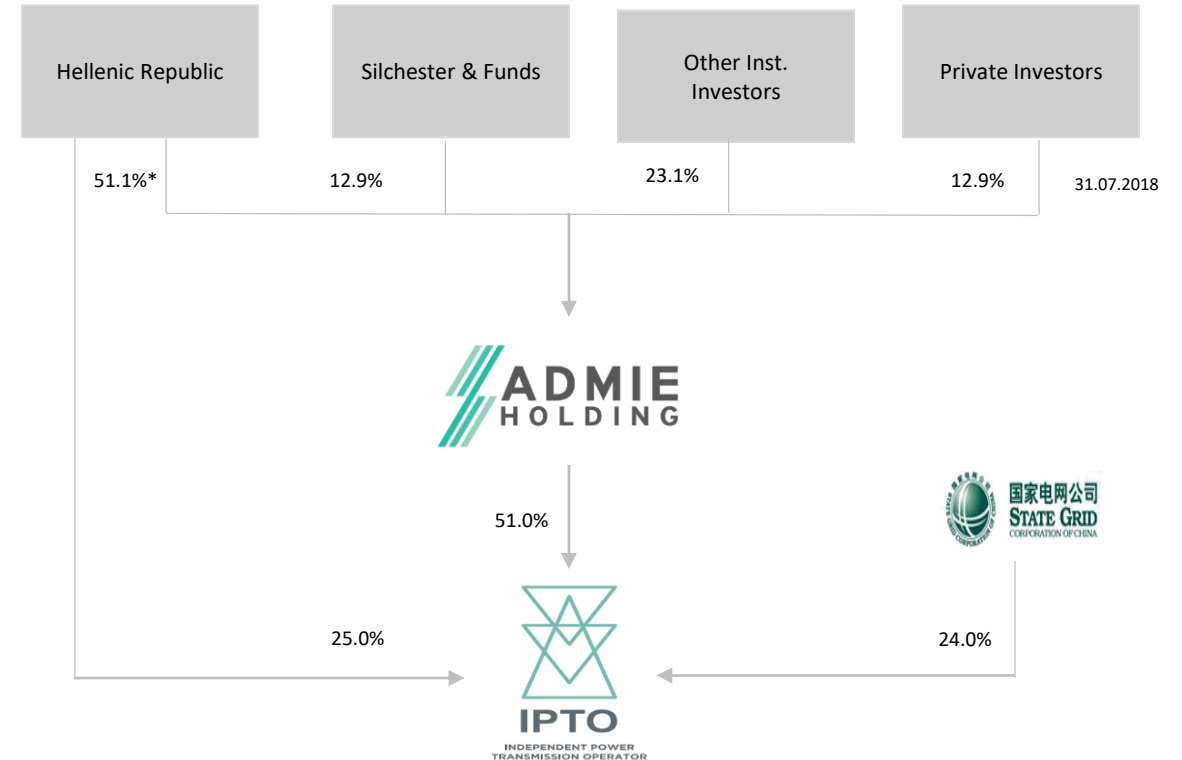 Hellenic Republic
Silchester & Funds
Other Inst.
Investors
Private Investors
51.1%*
12.9%
23.1%
12.9%
31.07.2018
ADMIE
HOLDING
51.0%
国家电网公司
STATE GRID
CORPORATION OF CHINA
25.0%
24.0%
IPTO
INDEPENDENT POWER
TRANSMISSION OPERATOR